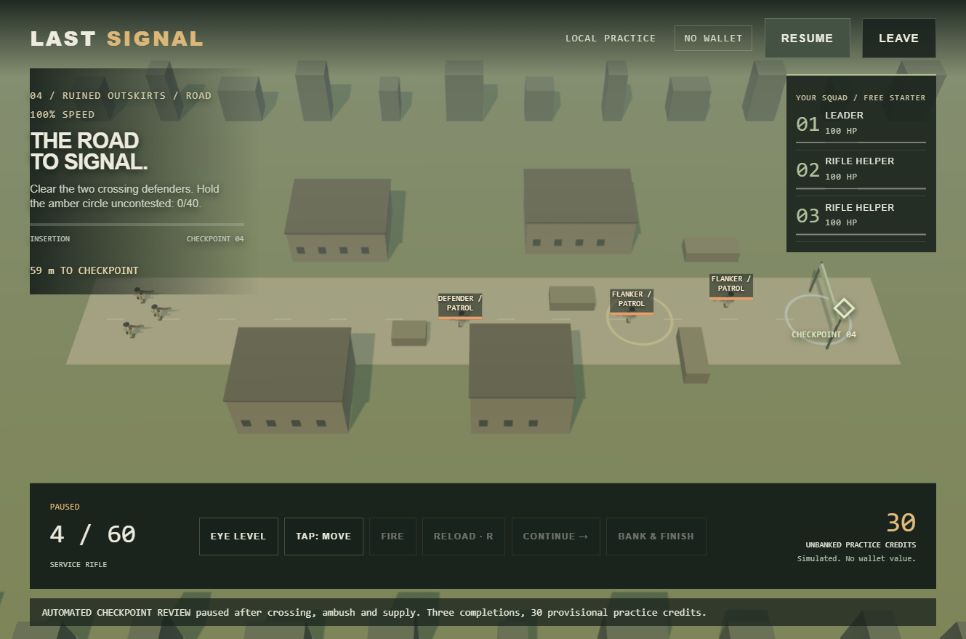 LAST SIGNAL
LOCAL PRACTICE
NO WALLET
RESUME
LEAVE
04 / RUINED OUTSKIRTS / ROAD
100% SPEED
THE ROAD
TO SIGNAL.
Clear the two crossing defenders. Hold
the amber circle uncontested: 0/40.
INSERTION
CHECKPOINT 04
59 m TO CHECKPOINT
YOUR SQUAD / FREE STARTER
01 LEADER
100 HP
02 RIFLE HELPER
100 HP
03 RIFLE HELPER
100 HP
DEFENDER /
PATROL
FLANKER /
PATROL
FLANKER /
PATROL
CHECKPOINT 04
PAUSED
4 / 60
SERVICE RIFLE
EYE LEVEL
TAP: MOVE
FIRE
RELOAD · R
CONTINUE →
BANK & FINISH
30
UNBANKED PRACTICE CREDITS
Simulated. No wallet value.
AUTOMATED CHECKPOINT REVIEW paused after crossing, ambush and supply. Three completions, 30 provisional practice credits.